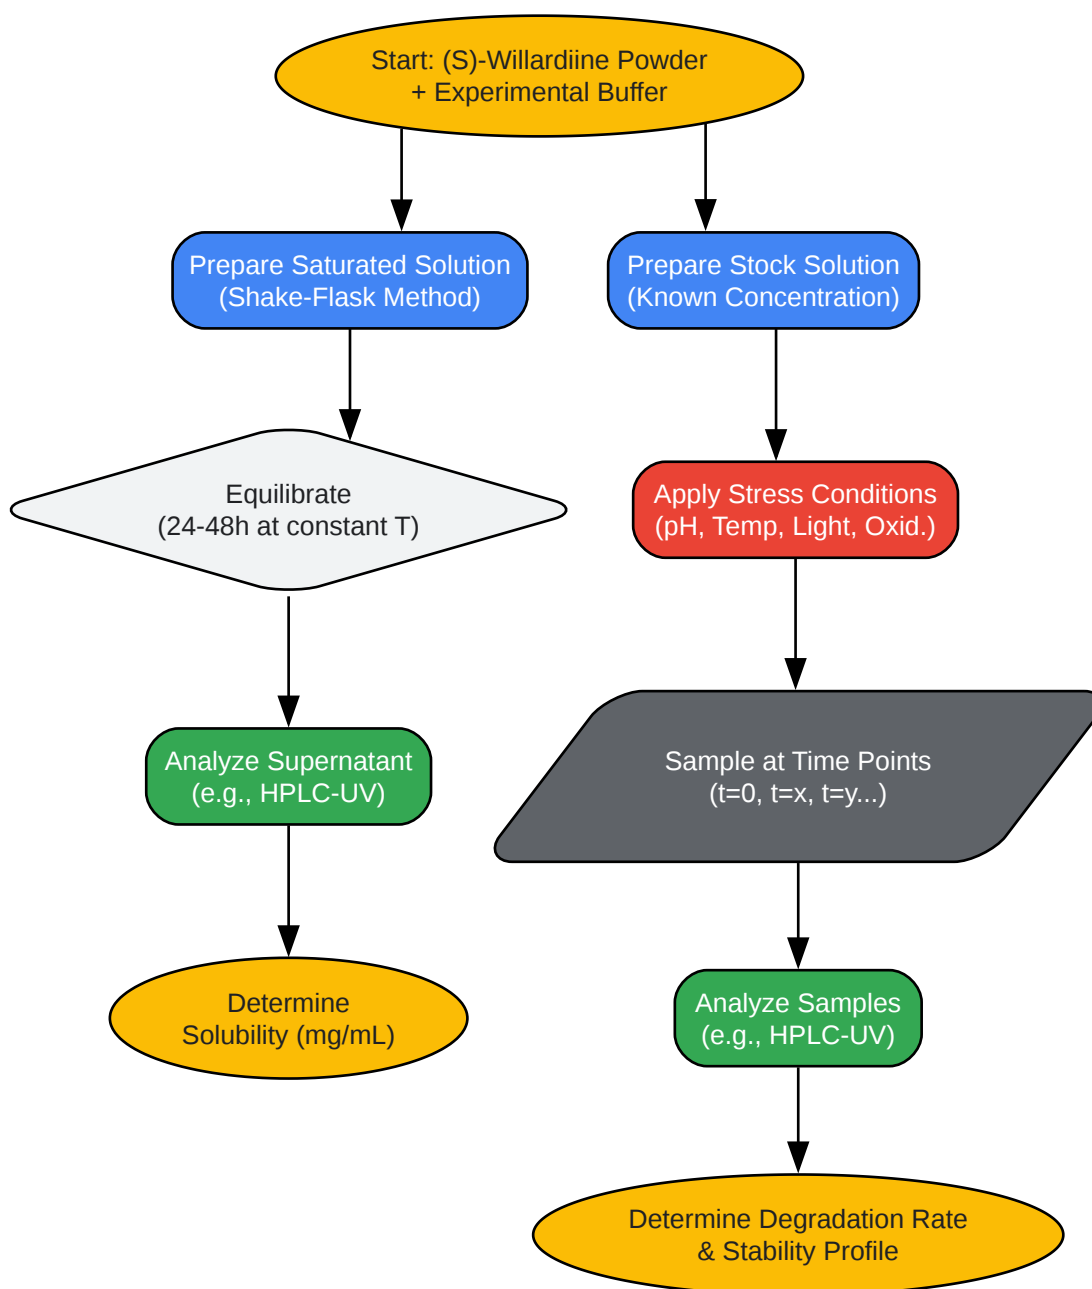 Start: (S)-Willardiine Powder
+ Experimental Buffer
Prepare Saturated Solution
(Shake-Flask Method)
Prepare Stock Solution
(Known Concentration)
Equilibrate
(24-48h at constant T)
Apply Stress Conditions
(pH, Temp, Light, Oxid.)
Analyze Supernatant
(e.g., HPLC-UV)
Sample at Time Points
(t=0, t=x, t=y...)
Determine
Solubility (mg/mL)
Analyze Samples
(e.g., HPLC-UV)
Determine Degradation Rate
& Stability Profile